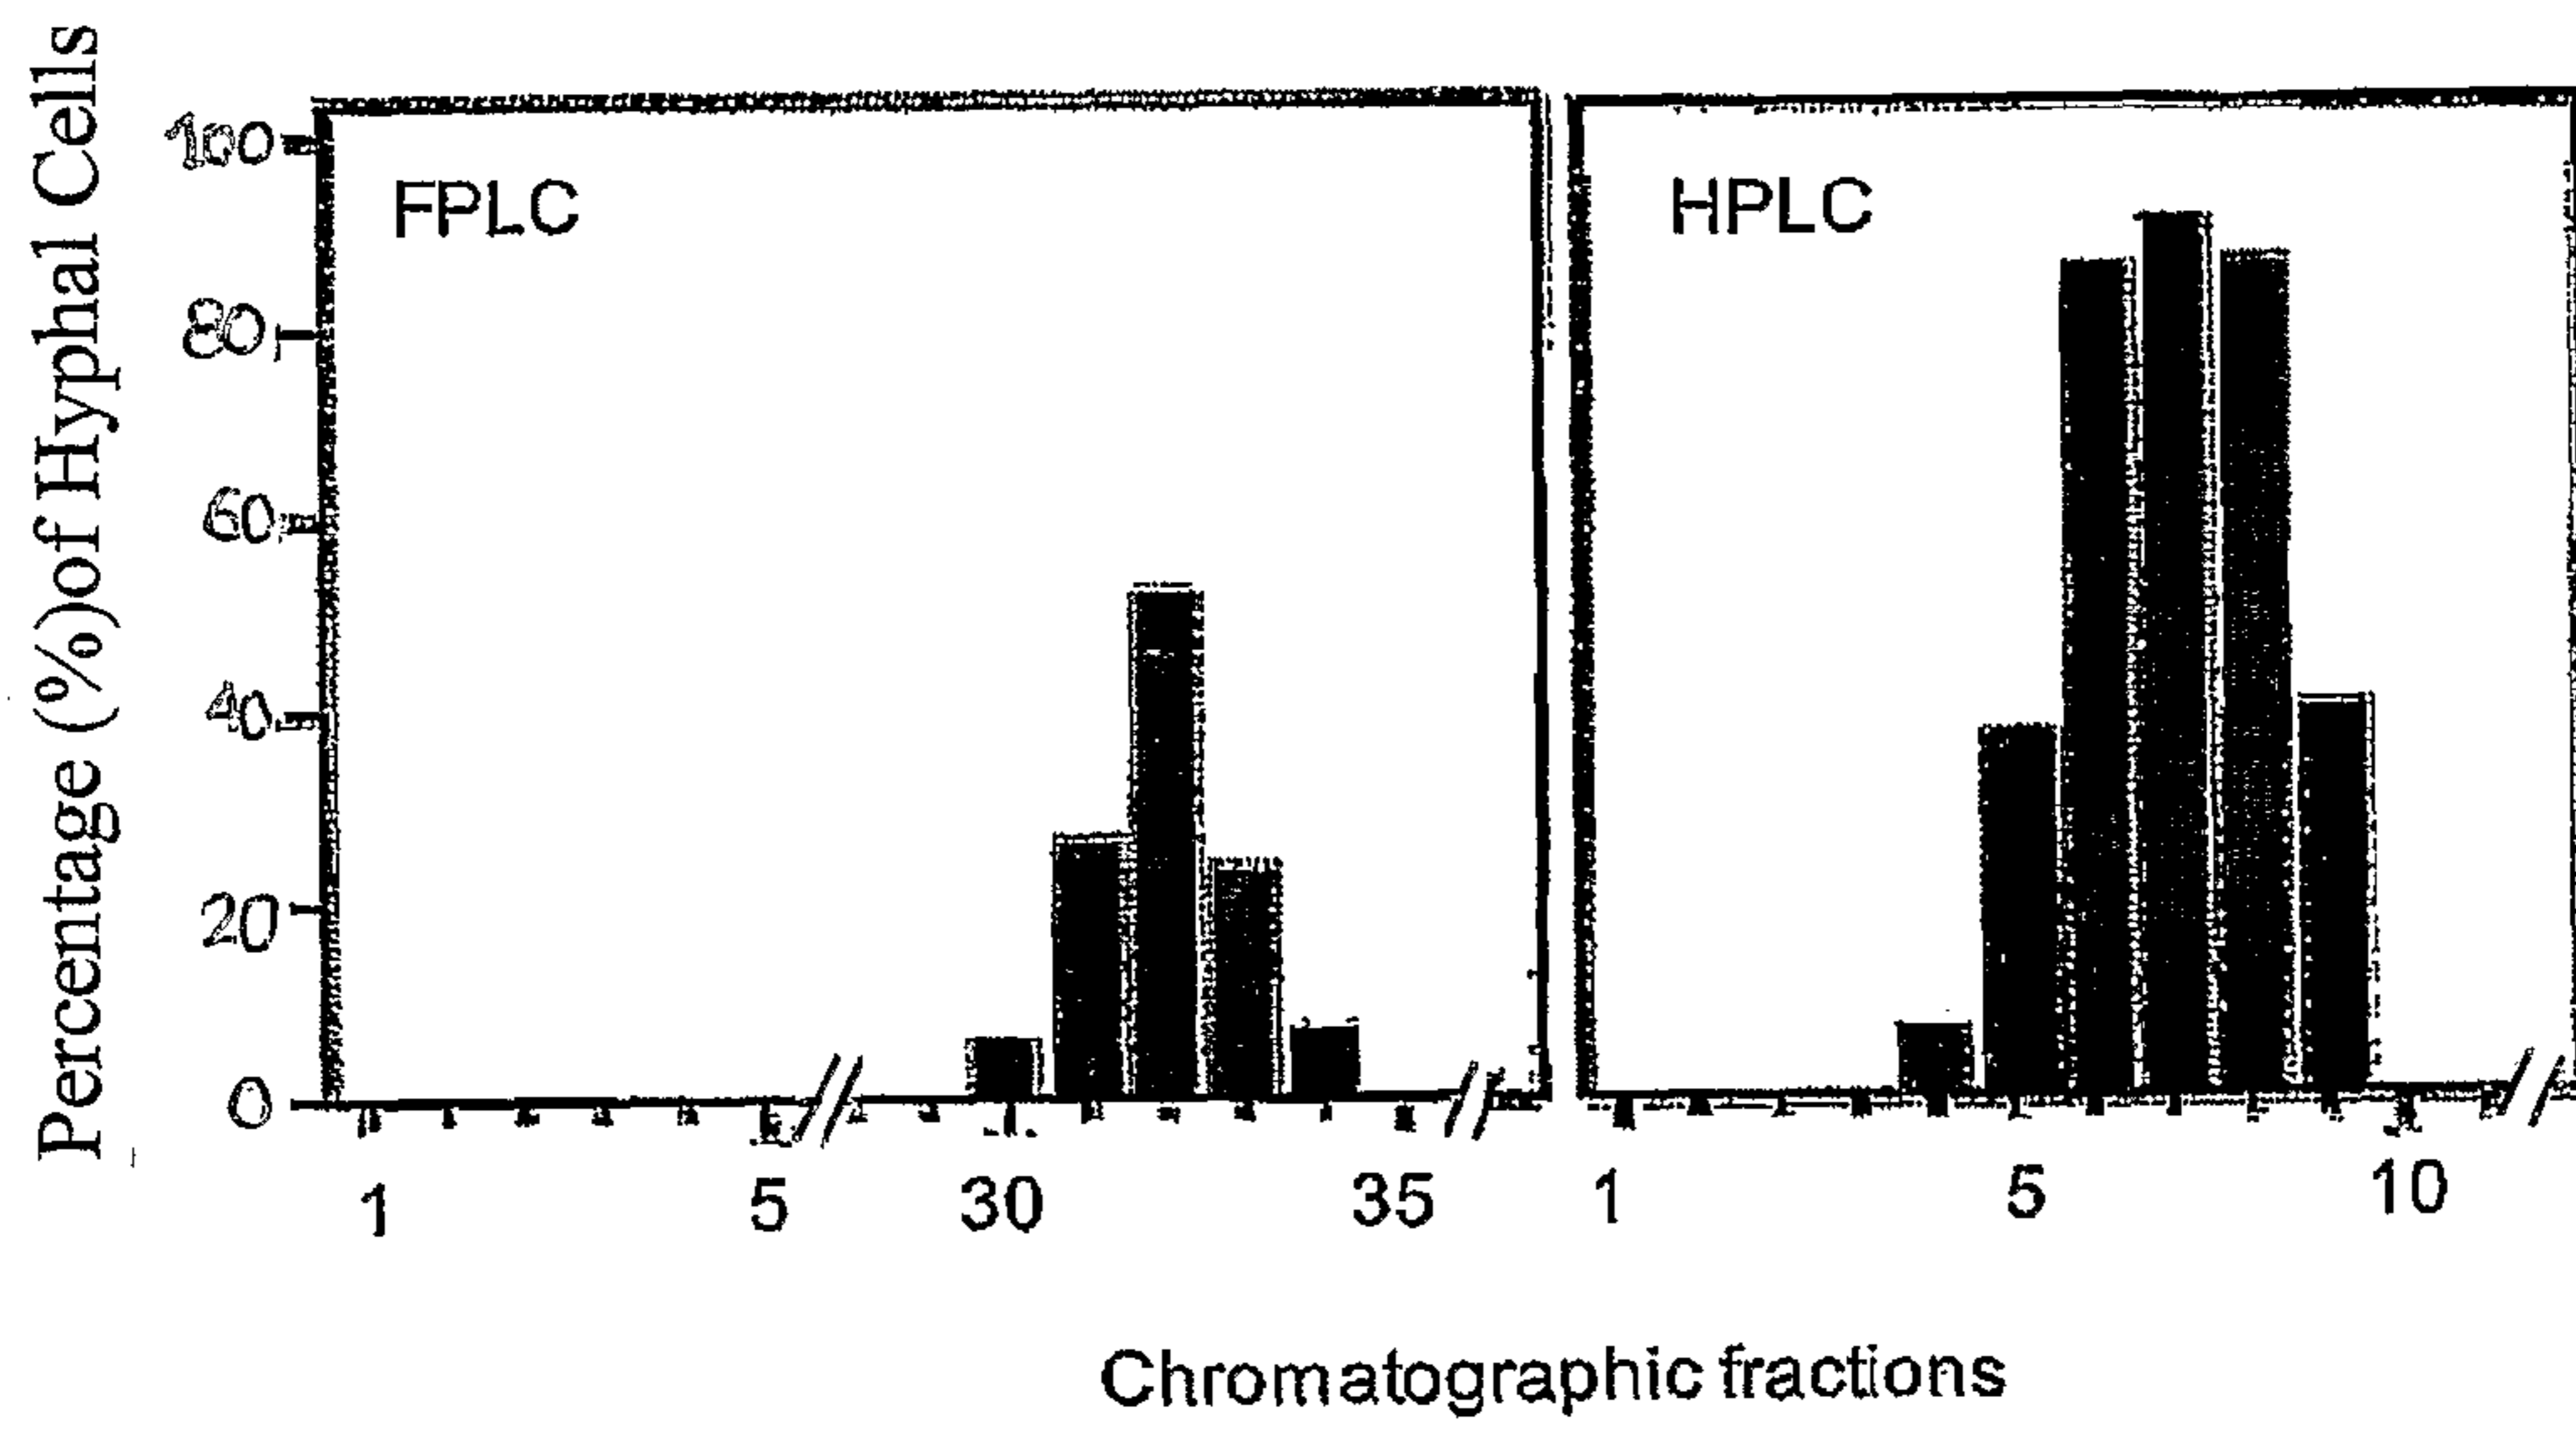 Percentage (%)of Hyphal Cells
100
80
60
40
20
0
FPLC
HPLC
1 5 30 35
1 5 10
Chromatographic fractions